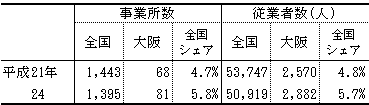 事業所数 従業者数(人)
全国 大阪 全国シェア 全国 大阪 全国シェア
平成21年 1,443 68 4.7% 53,747 2,570 4.8%
24 1,395 81 5.8% 50,919 2,882 5.7%